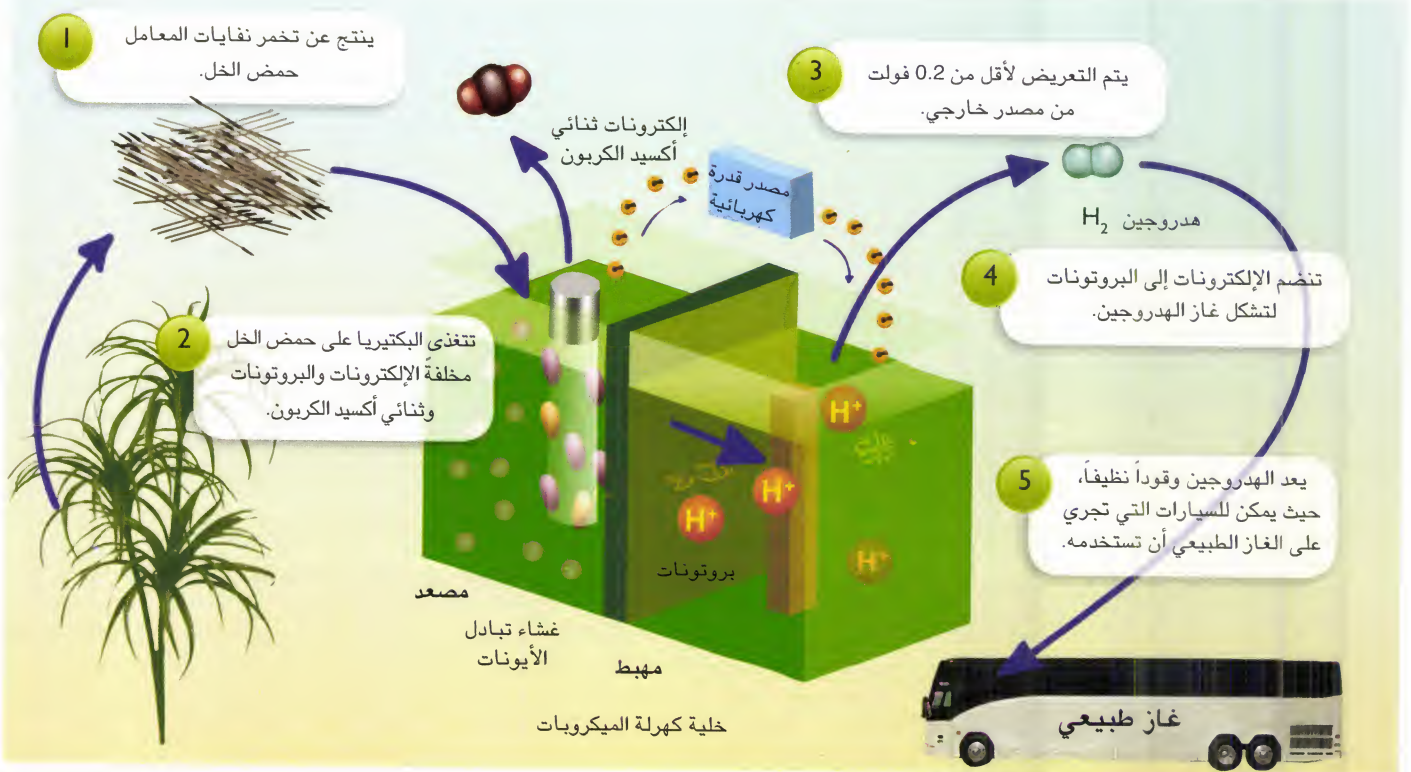 1
ينتج عن تخمر نفايات المعامل
حمض الخل.
2
تتغذى البكتيريا على حمض الخل
مخلفةً الإلكترونات والبروتونات
وثنائي أكسيد الكربون.
إلكترونات ثنائي
أكسيد الكربون
مصدر قدرة
كهربائية
3
يتم التعريض لأقل من 0.2 فولت
من مصدر خارجي.
هدروجين H₂
4
تنضم الإلكترونات إلى البروتونات
لتشكل غاز الهدروجين.
5
يعد الهدروجين وقوداً نظيفاً،
حيث يمكن للسيارات التي تجري
على الغاز الطبيعي أن تستخدمه.
H⁺
H⁺
H⁺
H⁺
بروتونات
مصعد
غشاء تبادل
الأيونات
مهبط
خلية كهرلة الميكروبات
غاز طبيعي